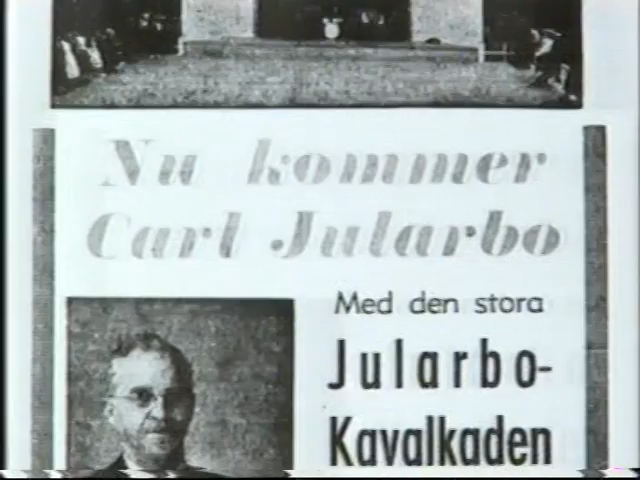 Nu kommer
Carl Jularbo
Med den stora
Jularbo-
Kavalkaden